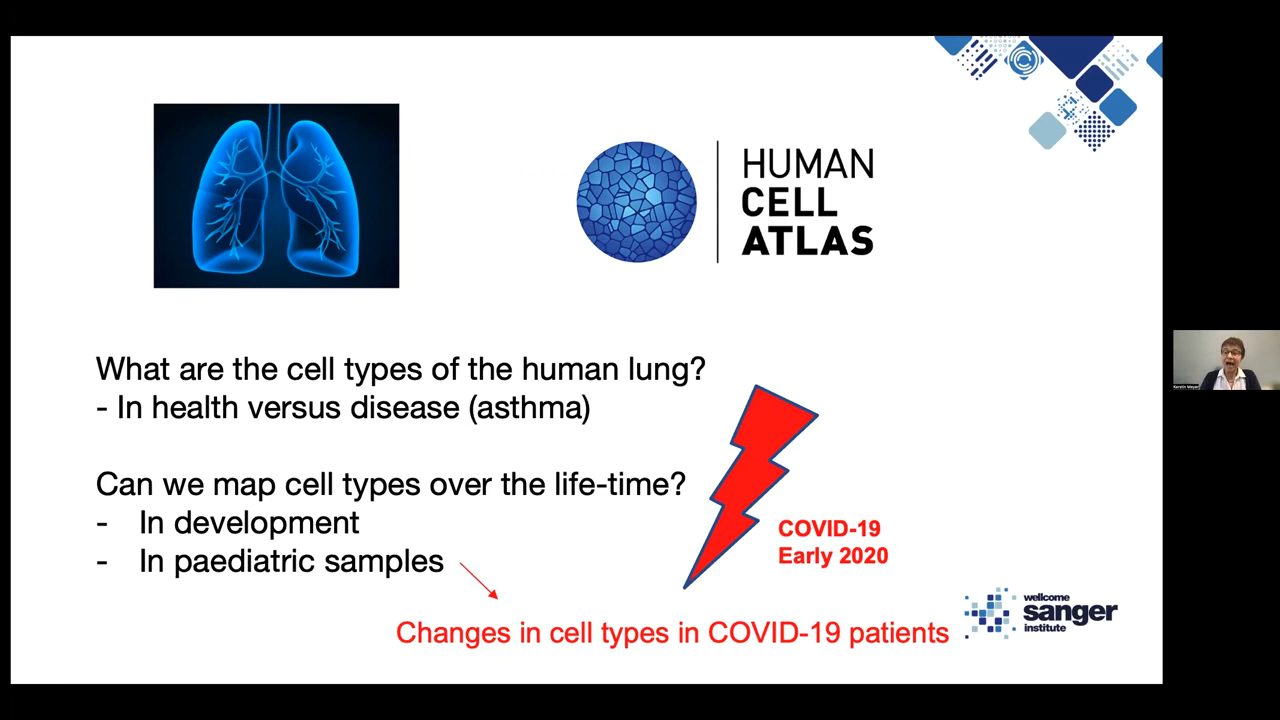 HUMAN
CELL
ATLAS
What are the cell types of the human lung?
- In health versus disease (asthma)
Can we map cell types over the life-time?
- In development
- In paediatric samples
COVID-19
Early 2020
Changes in cell types in COVID-19 patients
wellcome
sanger
institute
Kerstin Meyer